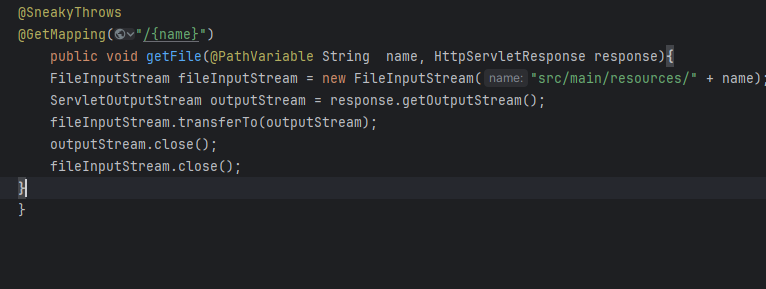 @SneakyThrows
@GetMapping("/{name}")
public void getFile(@PathVariable String  name, HttpServletResponse response){
FileInputStream fileInputStream = new FileInputStream( name: "src/main/resources/" + name);
ServletOutputStream outputStream = response.getOutputStream();
fileInputStream.transferTo(outputStream);
outputStream.close();
fileInputStream.close();
}
}